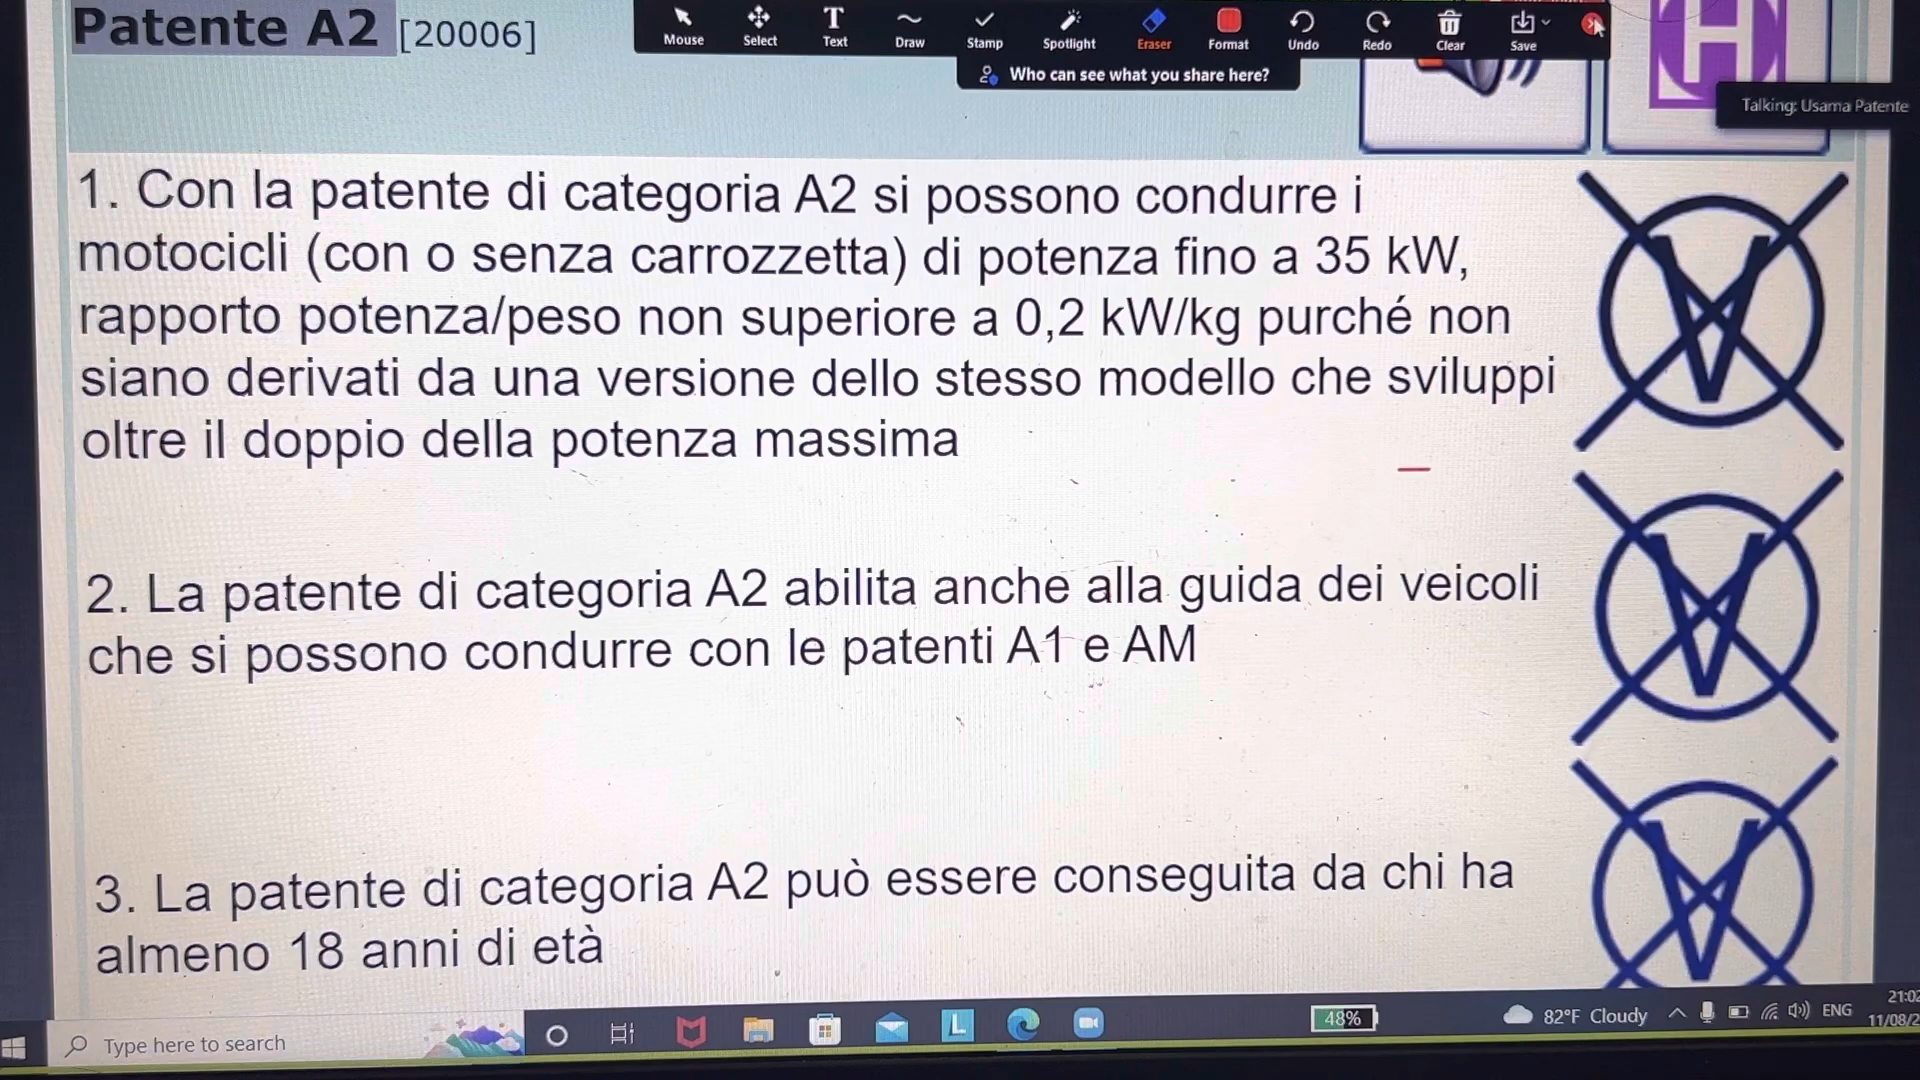 Patente A2 [20006]
Mouse Select Text Draw Stamp Spotlight Eraser Format Undo Redo Clear Save
Who can see what you share here?
Talking: Usama Patente
1. Con la patente di categoria A2 si possono condurre i
motocicli (con o senza carrozzetta) di potenza fino a 35 kW,
rapporto potenza/peso non superiore a 0,2 kW/kg purché non
siano derivati da una versione dello stesso modello che sviluppi
oltre il doppio della potenza massima
V
2. La patente di categoria A2 abilita anche alla guida dei veicoli
che si possono condurre con le patenti A1 e AM
V
3. La patente di categoria A2 può essere conseguita da chi ha
almeno 18 anni di età
V
Type here to search
L
48%
82°F Cloudy
ENG
21:02
11/08/2